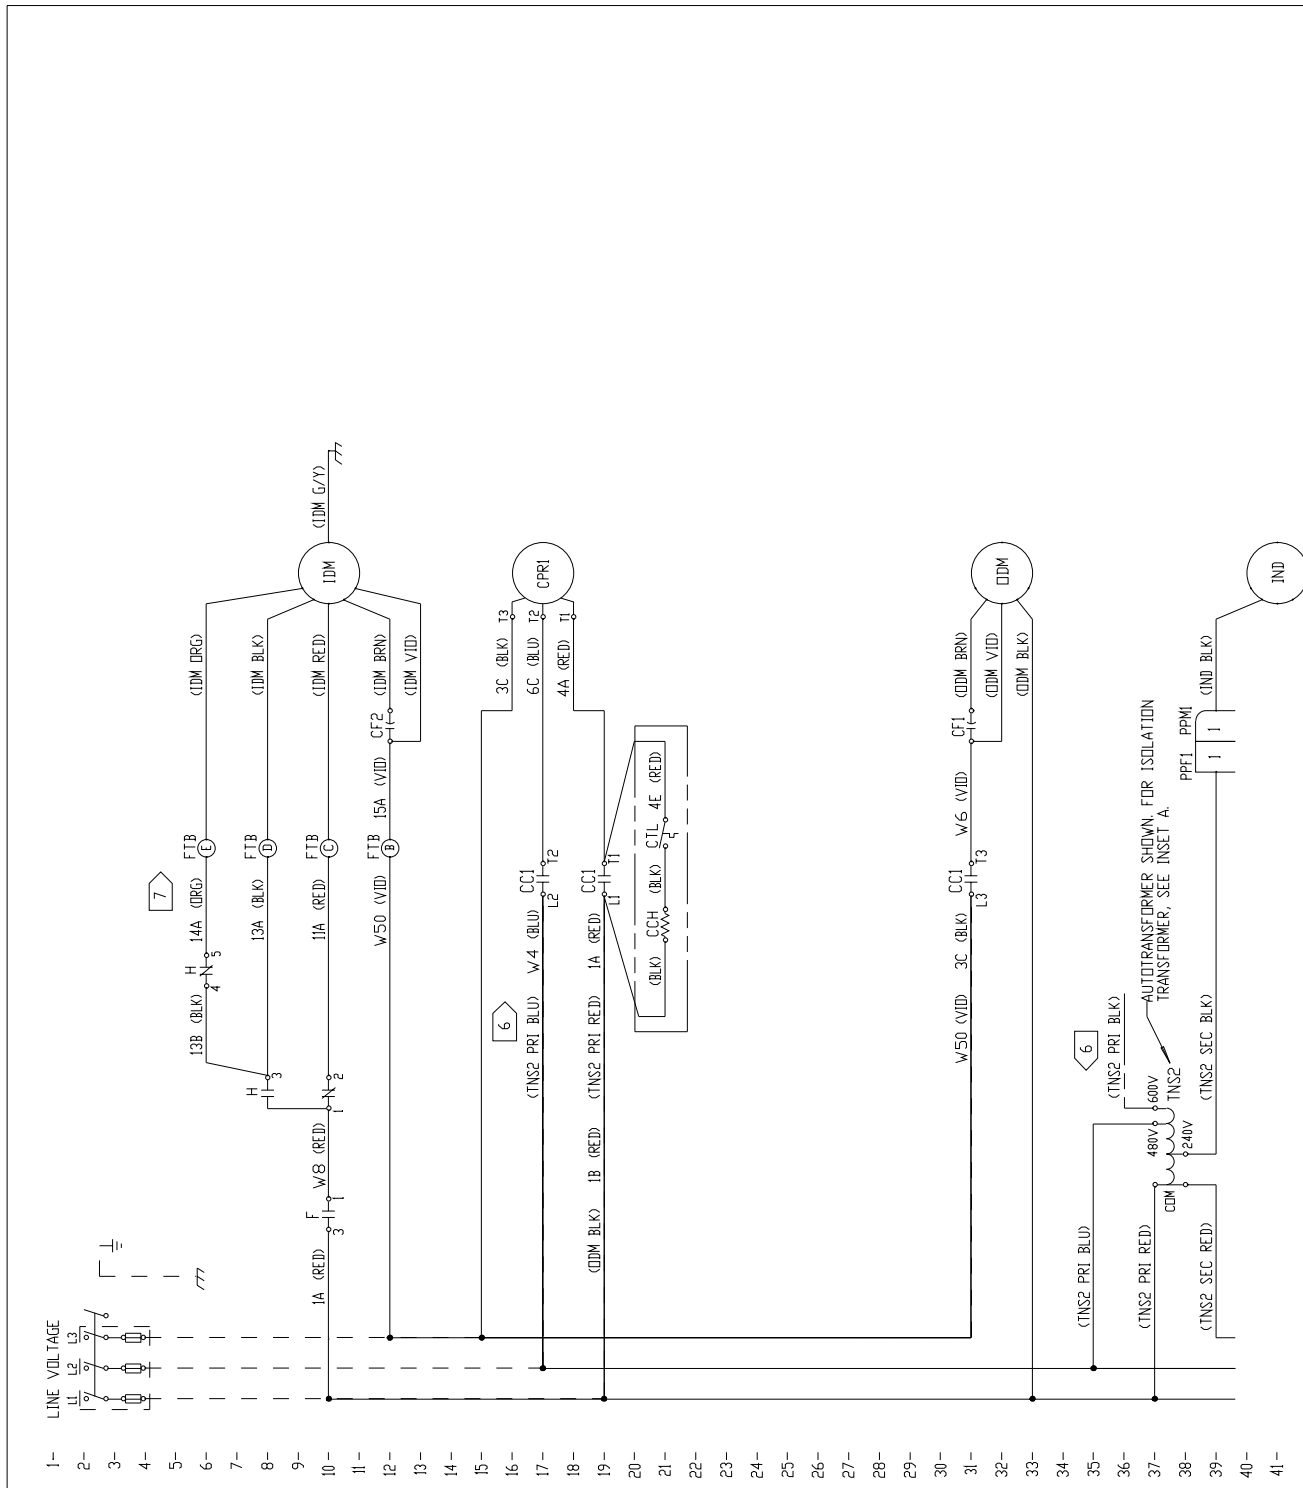 LINE VOLTAGE
L1 L2 L3
1-
2-
3-
4-
5-
6-
7-
8-
9-
10-
11-
12-
13-
14-
15-
16-
17-
18-
19-
20-
21-
22-
23-
24-
25-
26-
27-
28-
29-
30-
31-
32-
33-
34-
35-
36-
37-
38-
39-
40-
41-
7
13B (BLK) 4 H 5 14A (ORG) FTB E (IDM ORG)
H 3 13A (BLK) FTB D (IDM BLK)
1A (RED) 3 F 1 W8 (RED) 1 2 11A (RED) FTB C (IDM RED) IDM (IDM G/Y)
W50 (VIO) FTB B 15A (VIO) CF2 (IDM BRN)
(IDM VIO)
3C (BLK) T3
6
(TNS2 PRI BLU) W4 (BLU) L2 CC1 T2 6C (BLU) T2 CPR1
4A (RED) T1
(ODM BLK) 1B (RED) (TNS2 PRI RED) 1A (RED) L1 CC1 T1
(BLK) CCH (BLK) CTL 4E (RED)
W50 (VIO) 3C (BLK) L3 CC1 T3 W6 (VIO) CF1 (ODM BRN)
(ODM VIO) ODM
(ODM BLK)
6
(TNS2 PRI BLU)
(TNS2 PRI BLK)
(TNS2 PRI RED) COM 480V 600V
240V TNS2
AUTOTRANSFORMER SHOWN. FOR ISOLATION
TRANSFORMER, SEE INSET A.
(TNS2 SEC RED) (TNS2 SEC BLK) PPF1 PPM1
1 1 (IND BLK)
IND